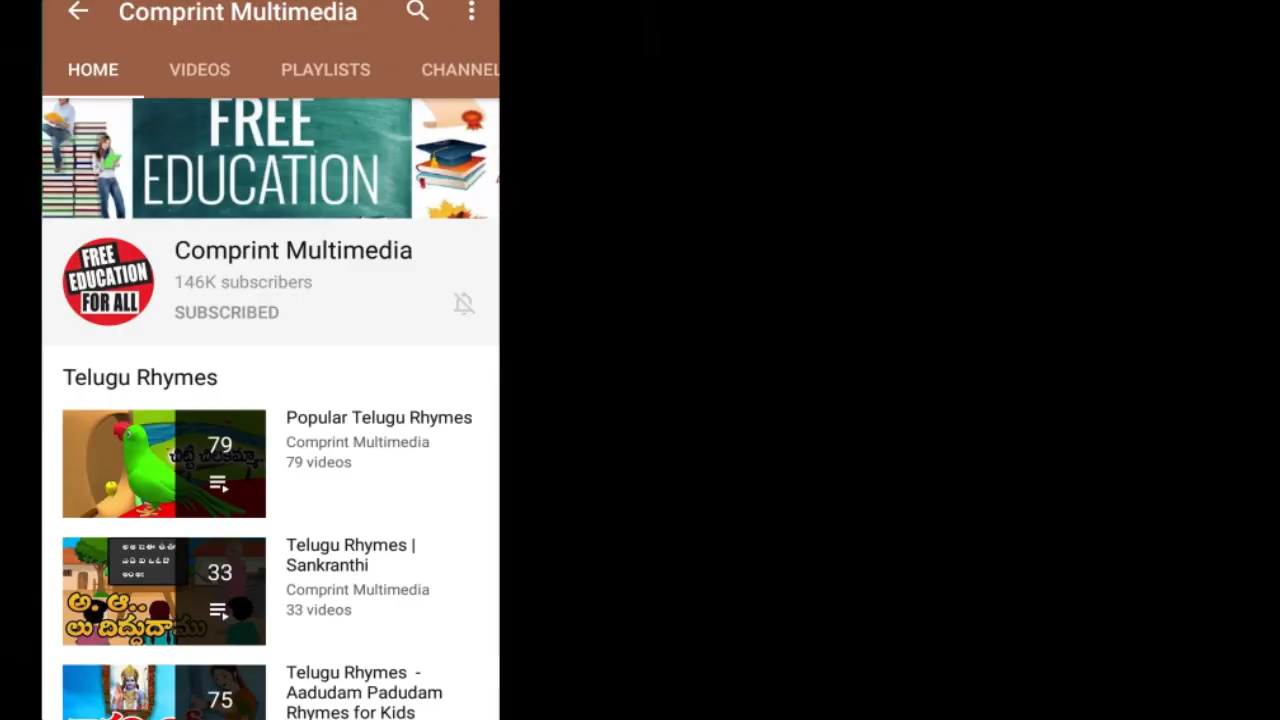 Comprint Multimedia
HOME VIDEOS PLAYLISTS CHANNEL
FREE
EDUCATION
FREE
EDUCATION
FOR ALL
Comprint Multimedia
146K subscribers
SUBSCRIBED
Telugu Rhymes
79
చిట్టి చిలకమ్మా..
Popular Telugu Rhymes
Comprint Multimedia
79 videos
33
అ. ఆ..
లు దిద్దుదాము
Telugu Rhymes |
Sankranthi
Comprint Multimedia
33 videos
75
Telugu Rhymes -
Aadudam Padudam
Rhymes for Kids